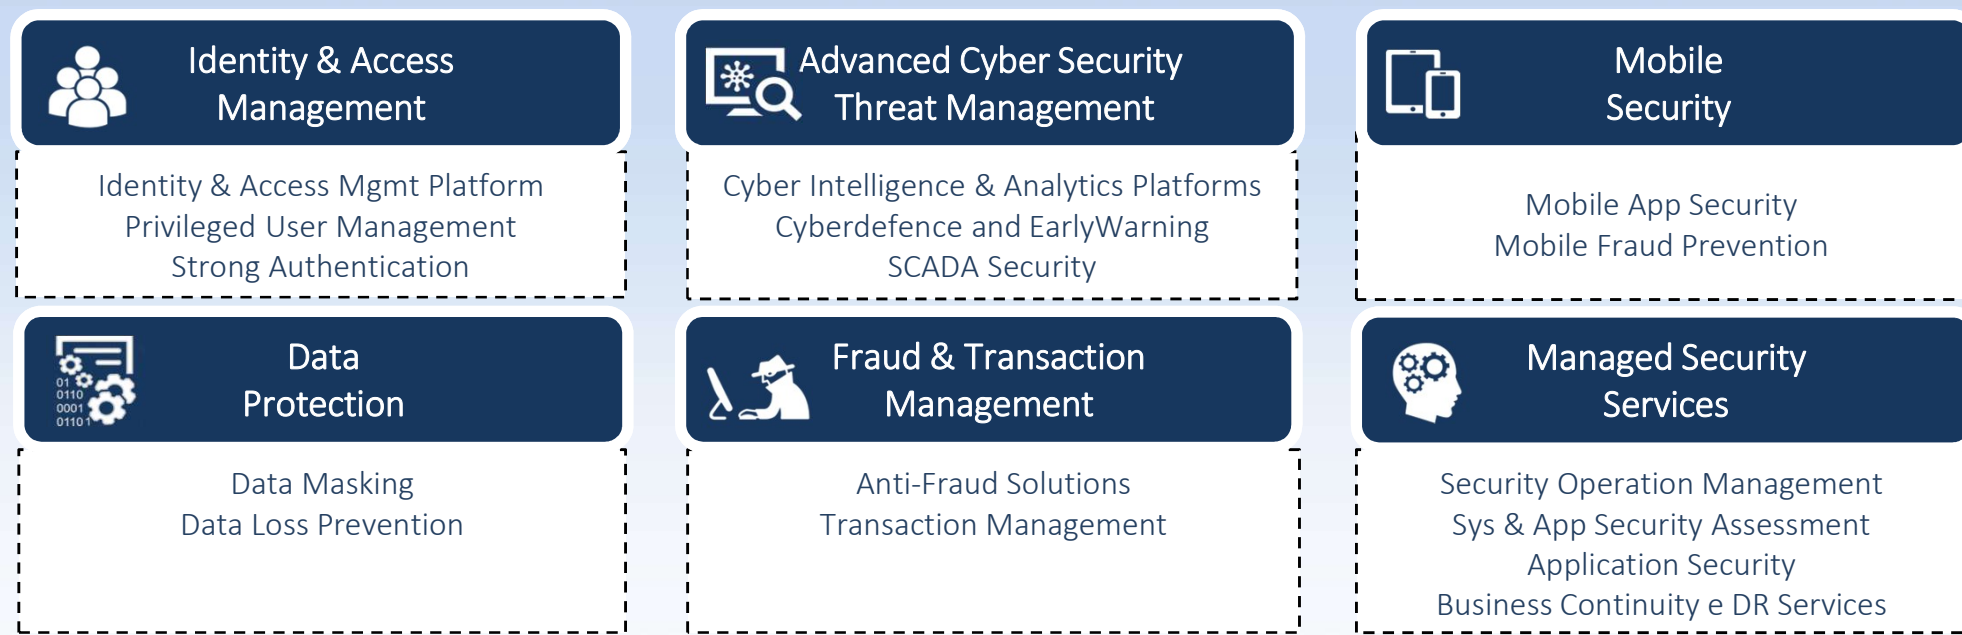 Identity & Access
Management
Identity & Access Mgmt Platform
Privileged User Management
Strong Authentication
Advanced Cyber Security
Threat Management
Cyber Intelligence & Analytics Platforms
Cyberdefence and EarlyWarning
SCADA Security
Mobile
Security
Mobile App Security
Mobile Fraud Prevention
01
0110
0001
01101
Data
Protection
Data Masking
Data Loss Prevention
Fraud & Transaction
Management
Anti-Fraud Solutions
Transaction Management
Managed Security
Services
Security Operation Management
Sys & App Security Assessment
Application Security
Business Continuity e DR Services